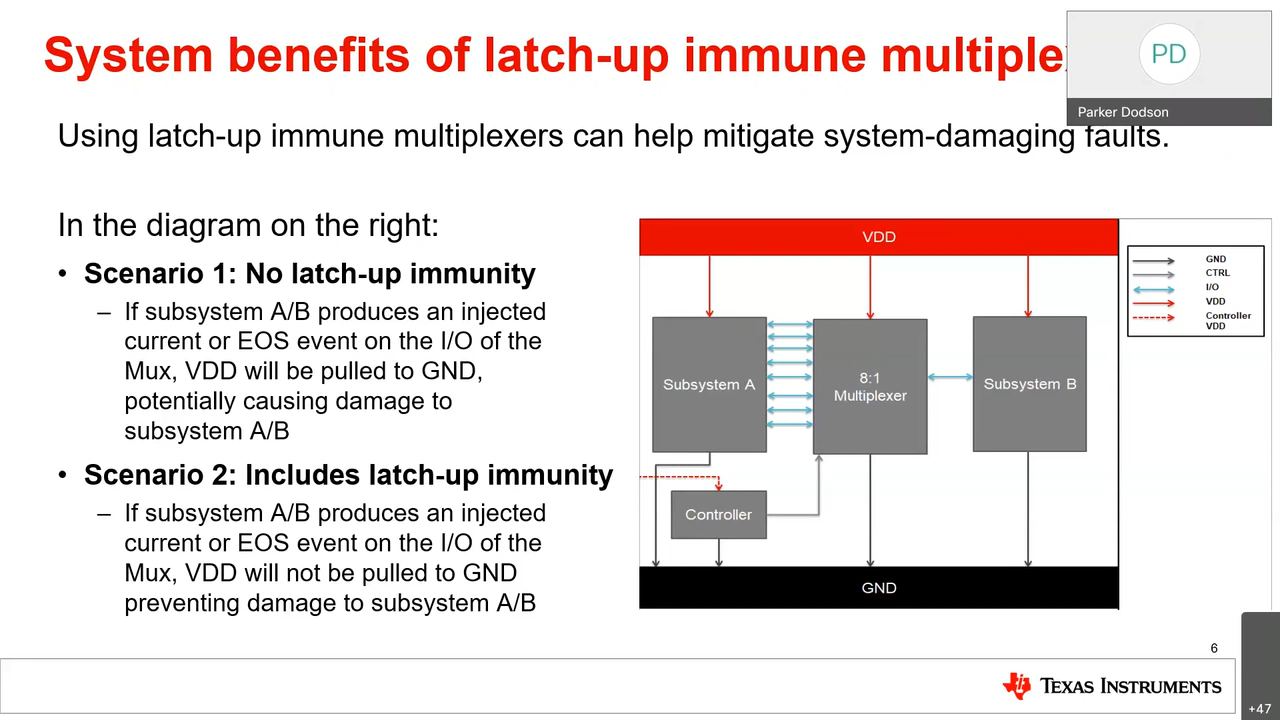 System benefits of latch-up immune multiple
PD
Parker Dodson
Using latch-up immune multiplexers can help mitigate system-damaging faults.
In the diagram on the right:
• Scenario 1: No latch-up immunity
– If subsystem A/B produces an injected
current or EOS event on the I/O of the
Mux, VDD will be pulled to GND,
potentially causing damage to
subsystem A/B
• Scenario 2: Includes latch-up immunity
– If subsystem A/B produces an injected
current or EOS event on the I/O of the
Mux, VDD will not be pulled to GND
preventing damage to subsystem A/B
VDD
Subsystem A
8:1
Multiplexer
Subsystem B
Controller
GND
GND
CTRL
I/O
VDD
Controller
VDD
6
TEXAS INSTRUMENTS
+47